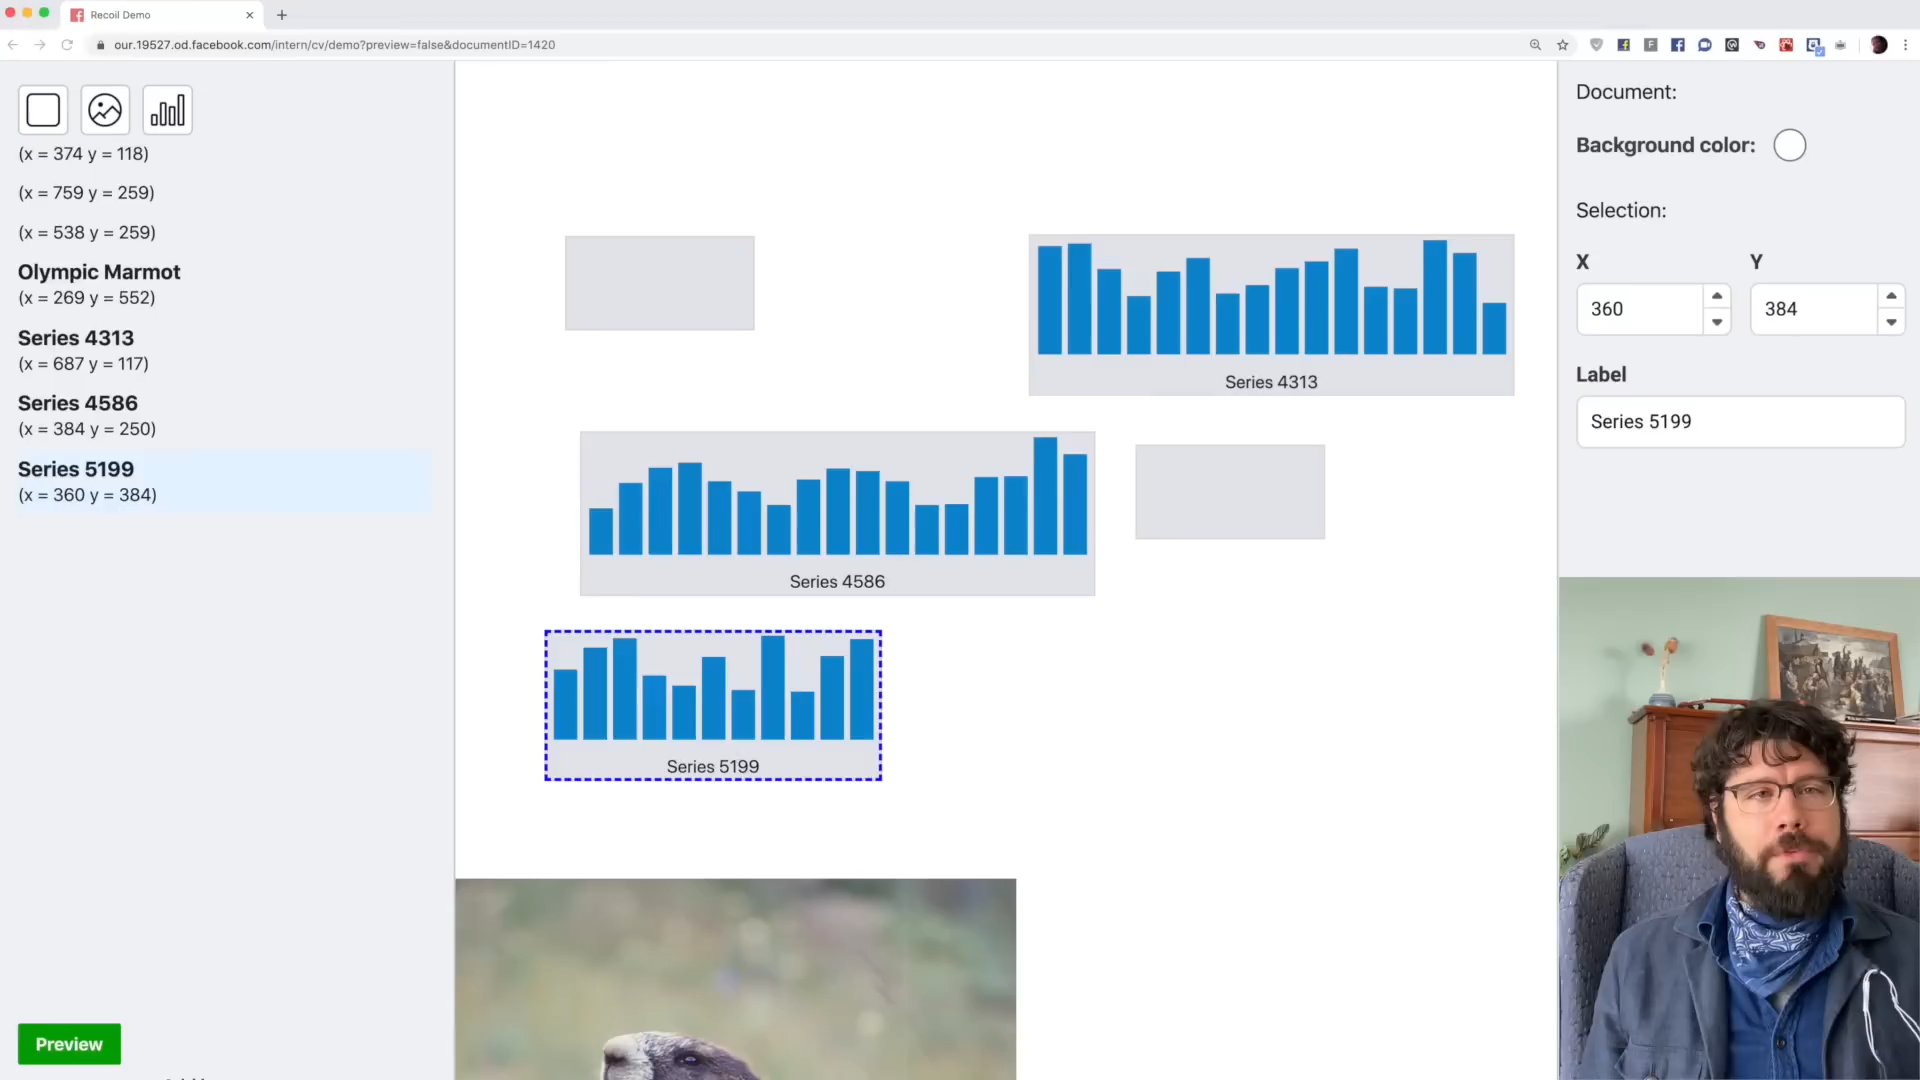 Recoil Demo
our.19527.od.facebook.com/intern/cv/demo?preview=false&documentID=1420
(x = 374 y = 118)
(x = 759 y = 259)
(x = 538 y = 259)
Olympic Marmot
(x = 269 y = 552)
Series 4313
(x = 687 y = 117)
Series 4586
(x = 384 y = 250)
Series 5199
(x = 360 y = 384)
Preview
Series 4313
Series 4586
Series 5199
Document:
Background color:
Selection:
X Y
360 384
Label
Series 5199